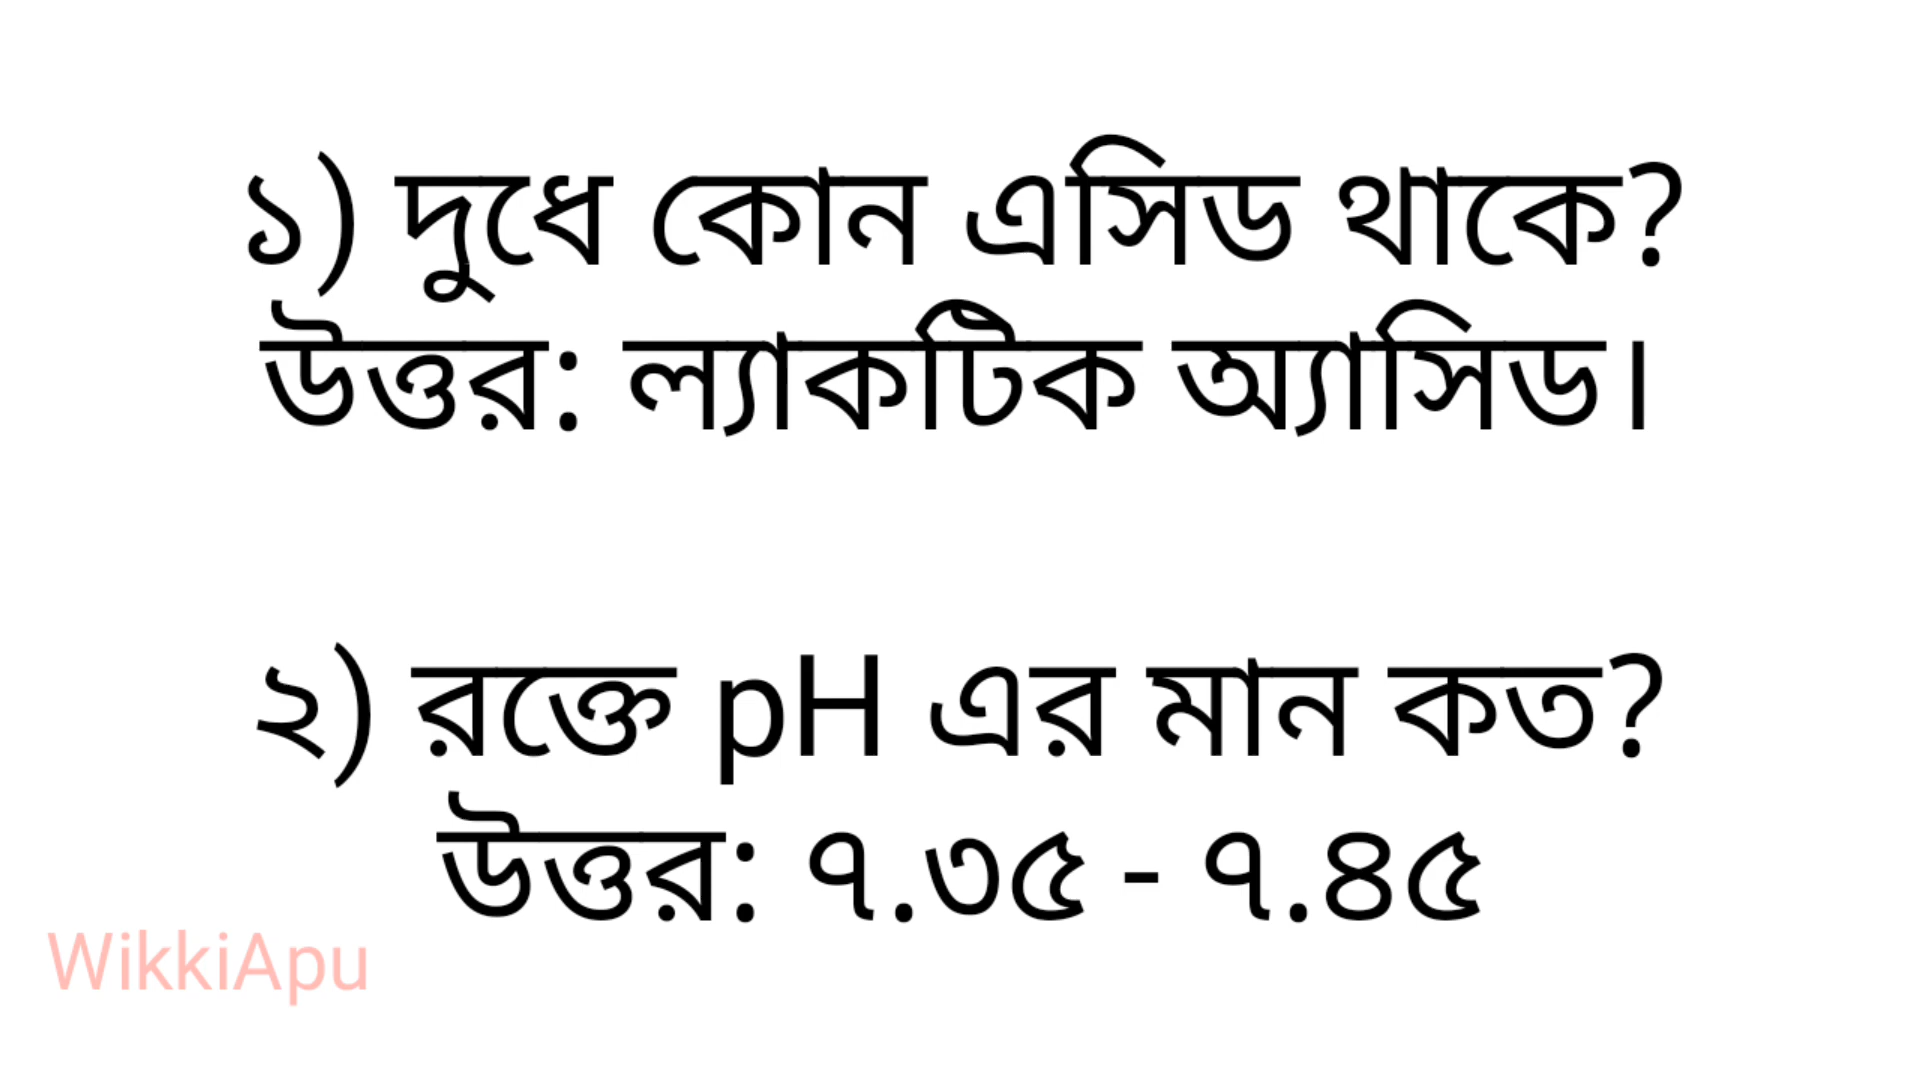 ১) দুধে কোন এসিড থাকে?
উত্তর: ল্যাকটিক অ্যাসিড।
২) রক্তে pH এর মান কত?
উত্তর: ৭.৩৫ - ৭.৪৫
WikkiApu